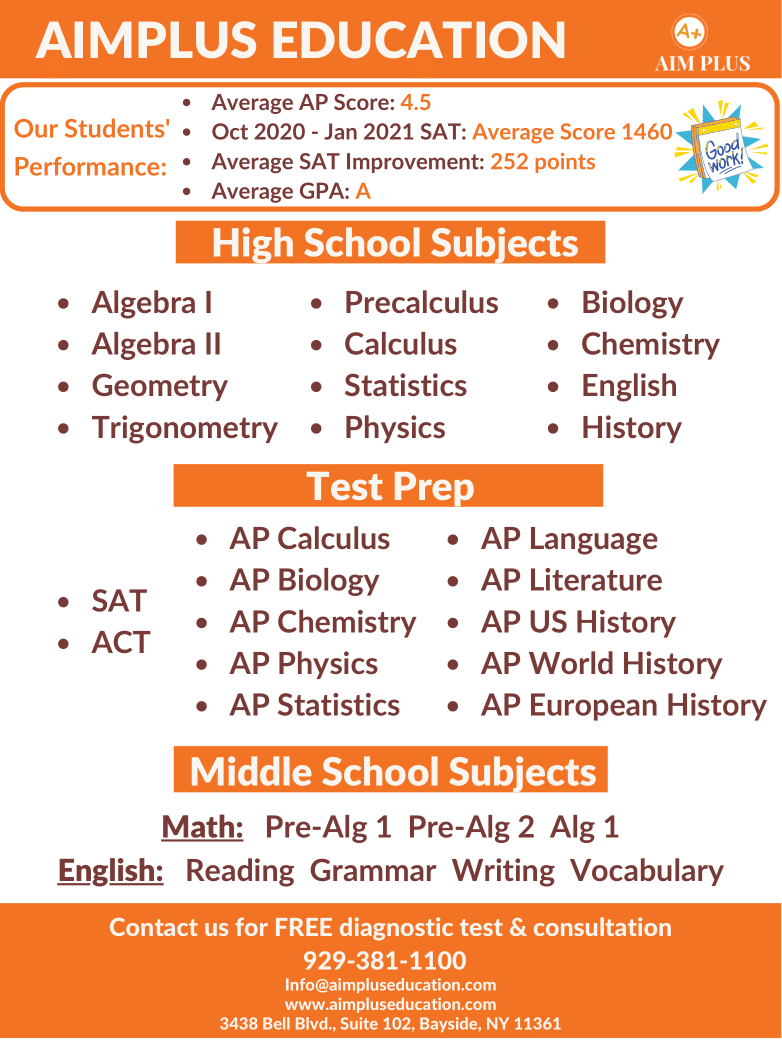 AIMPLUS EDUCATION
A+
AIM PLUS
Our Students'
Performance:
• Average AP Score: 4.5
• Oct 2020 - Jan 2021 SAT: Average Score 1460
• Average SAT Improvement: 252 points
• Average GPA: A
Good
work!
High School Subjects
• Algebra I
• Algebra II
• Geometry
• Trigonometry
• Precalculus
• Calculus
• Statistics
• Physics
• Biology
• Chemistry
• English
• History
Test Prep
• SAT
• ACT
• AP Calculus
• AP Biology
• AP Chemistry
• AP Physics
• AP Statistics
• AP Language
• AP Literature
• AP US History
• AP World History
• AP European History
Middle School Subjects
Math: Pre-Alg 1 Pre-Alg 2 Alg 1
English: Reading Grammar Writing Vocabulary
Contact us for FREE diagnostic test & consultation
929-381-1100
Info@aimpluseducation.com
www.aimpluseducation.com
3438 Bell Blvd., Suite 102, Bayside, NY 11361